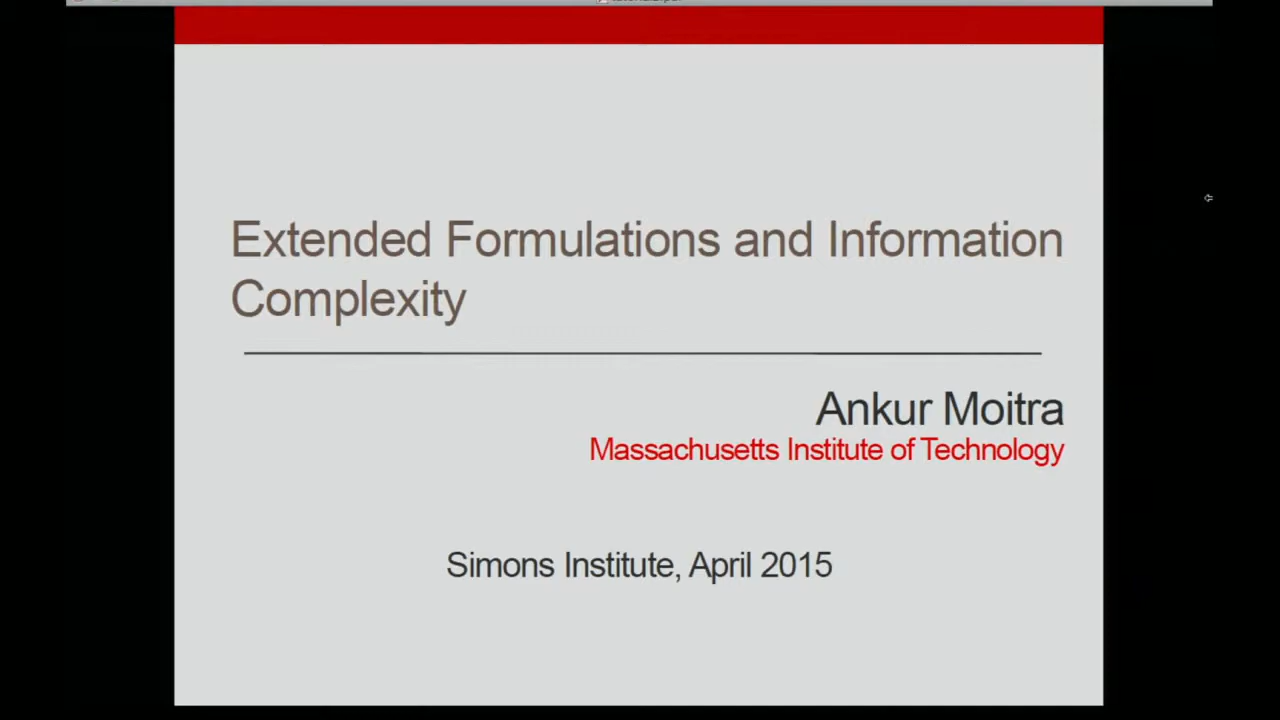 Extended Formulations and Information
Complexity
Ankur Moitra
Massachusetts Institute of Technology
Simons Institute, April 2015